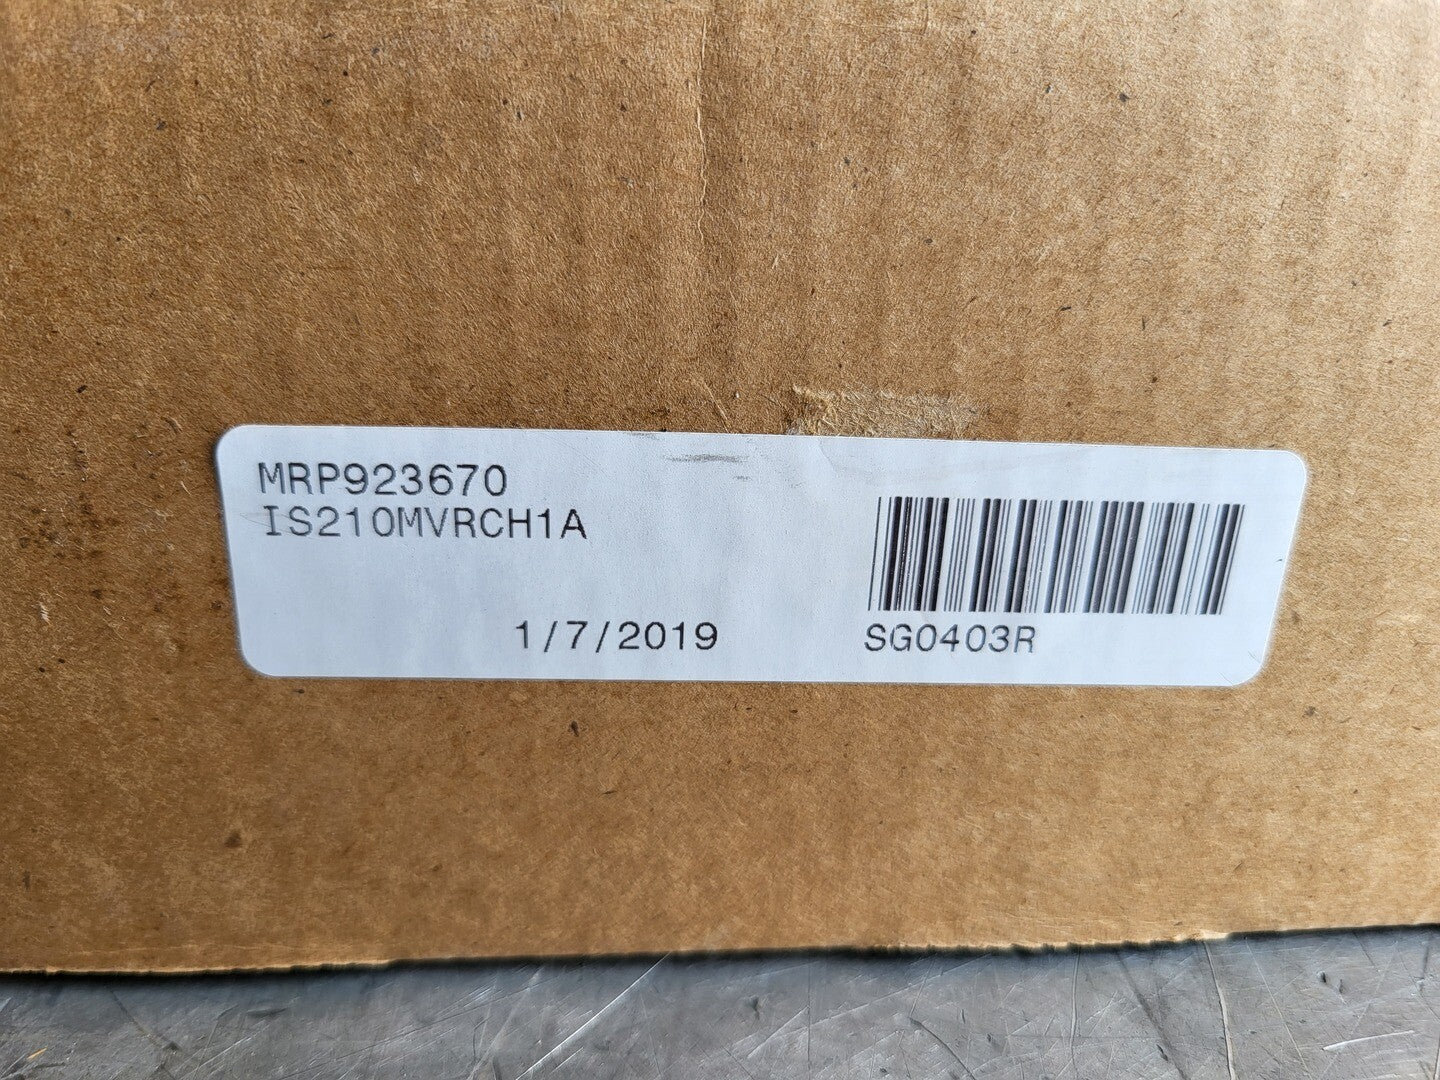 MRP923670
IS210MVRCH1A
1/7/2019
SG0403R